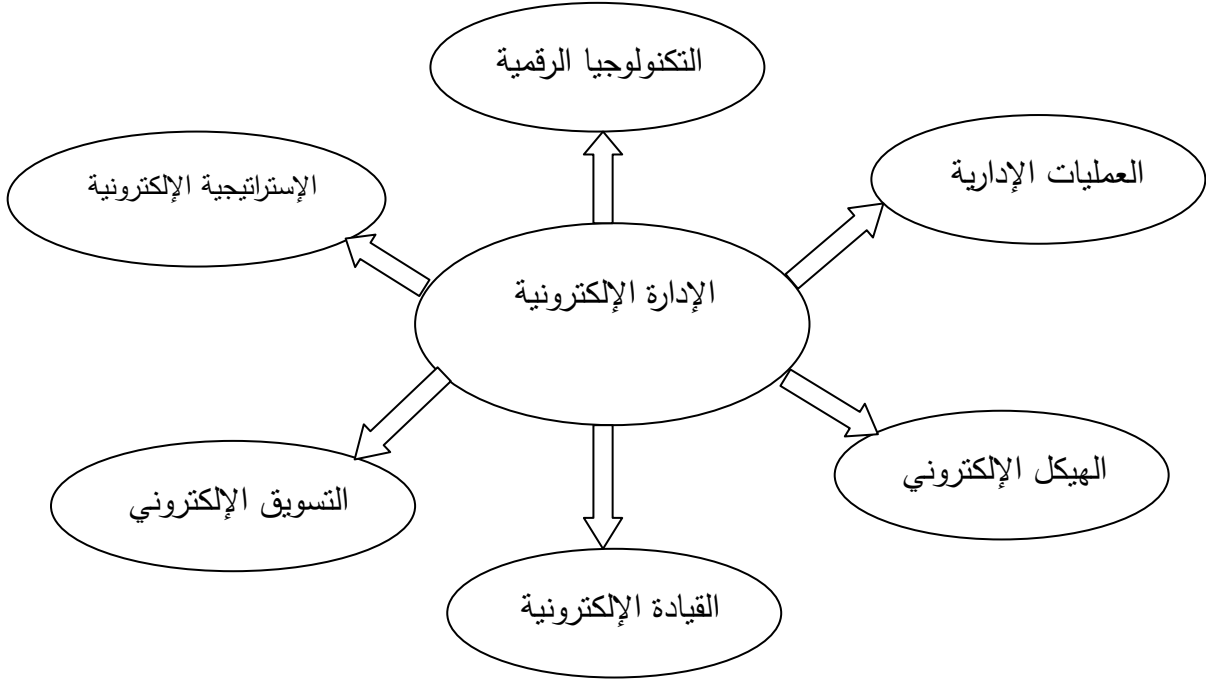 التكنولوجيا الرقمية
العمليات الإدارية
الإستراتيجية الإلكترونية
الإدارة الإلكترونية
الهيكل الإلكتروني
التسويق الإلكتروني
القيادة الإلكترونية